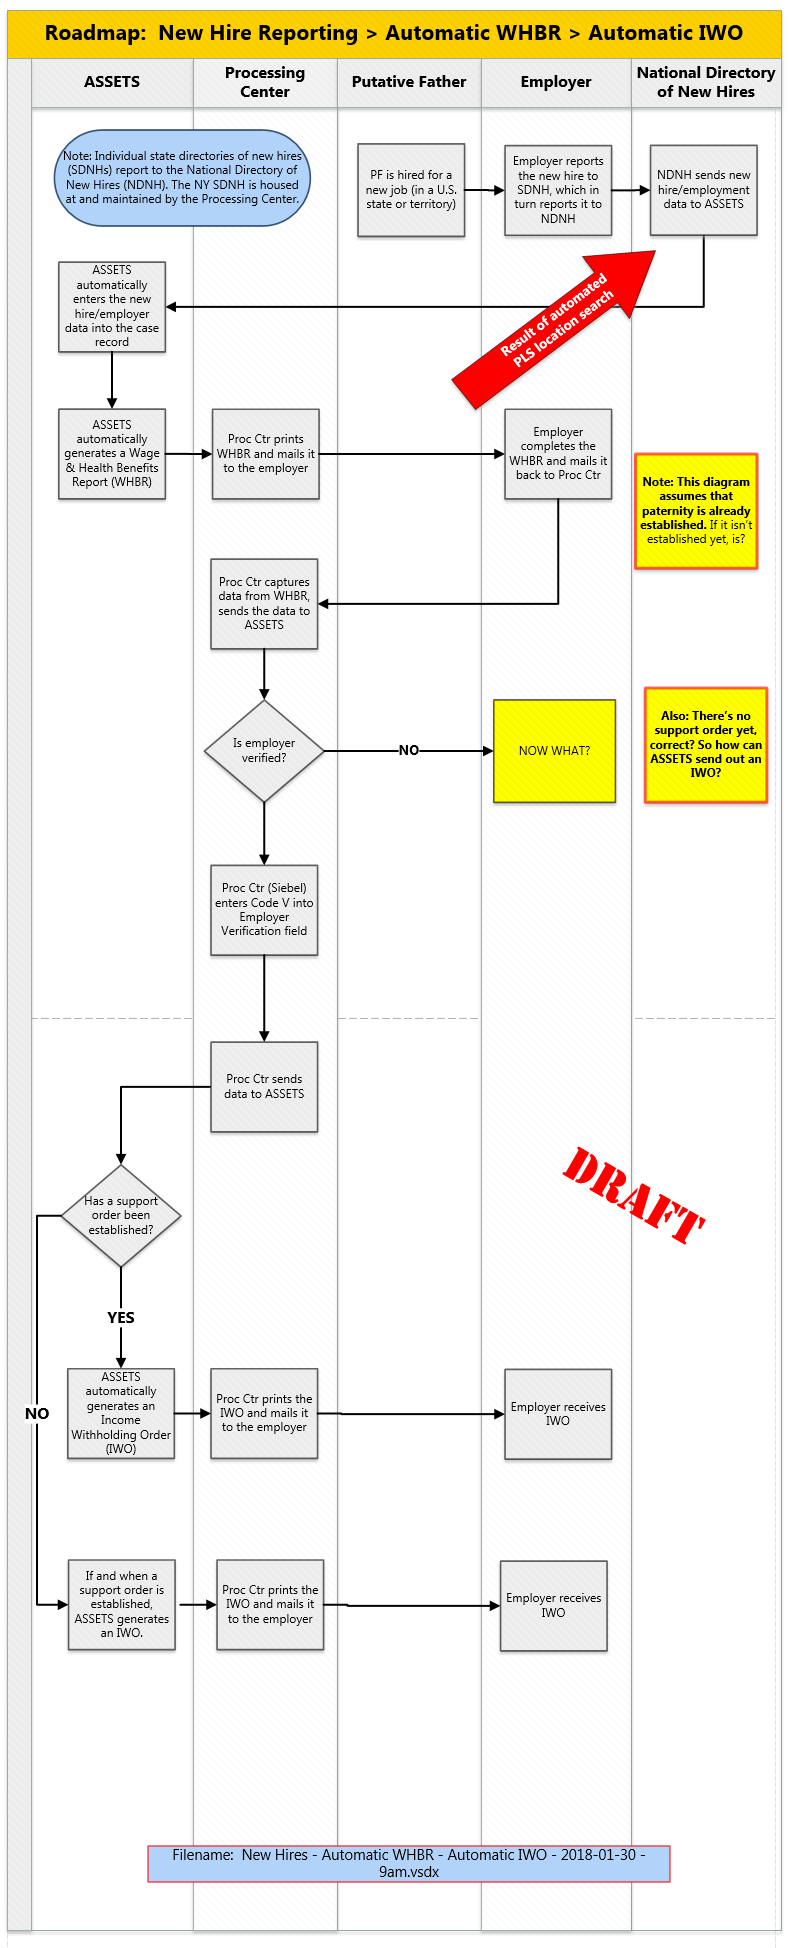 Roadmap:  New Hire Reporting > Automatic WHBR > Automatic IWO
ASSETS
Processing
Center
Putative Father
Employer
National Directory
of New Hires
Note: Individual state directories of new hires
(SDNHs) report to the National Directory of
New Hires (NDNH). The NY SDNH is housed
at and maintained by the Processing Center.
PF is hired for a
new job (in a U.S.
state or territory)
Employer reports
the new hire to
SDNH, which in
turn reports it to
NDNH
NDNH sends new
hire/employment
data to ASSETS
ASSETS
automatically
enters the new
hire/employer
data into the case
record
Result of automated
PLS location search
ASSETS
automatically
generates a Wage
& Health Benefits
Report (WHBR)
Proc Ctr prints
WHBR and mails it
to the employer
Employer
completes the
WHBR and mails it
back to Proc Ctr
Note: This diagram
assumes that
paternity is already
established. If it isn't
established yet, is?
Proc Ctr captures
data from WHBR,
sends the data to
ASSETS
Is employer
verified?
NO
NOW WHAT?
Also: There's no
support order yet,
correct? So how can
ASSETS send out an
IWO?
Proc Ctr (Siebel)
enters Code V into
Employer
Verification field
Proc Ctr sends
data to ASSETS
DRAFT
Has a support
order been
established?
YES
NO
ASSETS
automatically
generates an
Income
Withholding Order
(IWO)
Proc Ctr prints the
IWO and mails it
to the employer
Employer receives
IWO
If and when a
support order is
established,
ASSETS generates
an IWO.
Proc Ctr prints the
IWO and mails it
to the employer
Employer receives
IWO
Filename:  New Hires - Automatic WHBR - Automatic IWO - 2018-01-30 -
9am.vsdx